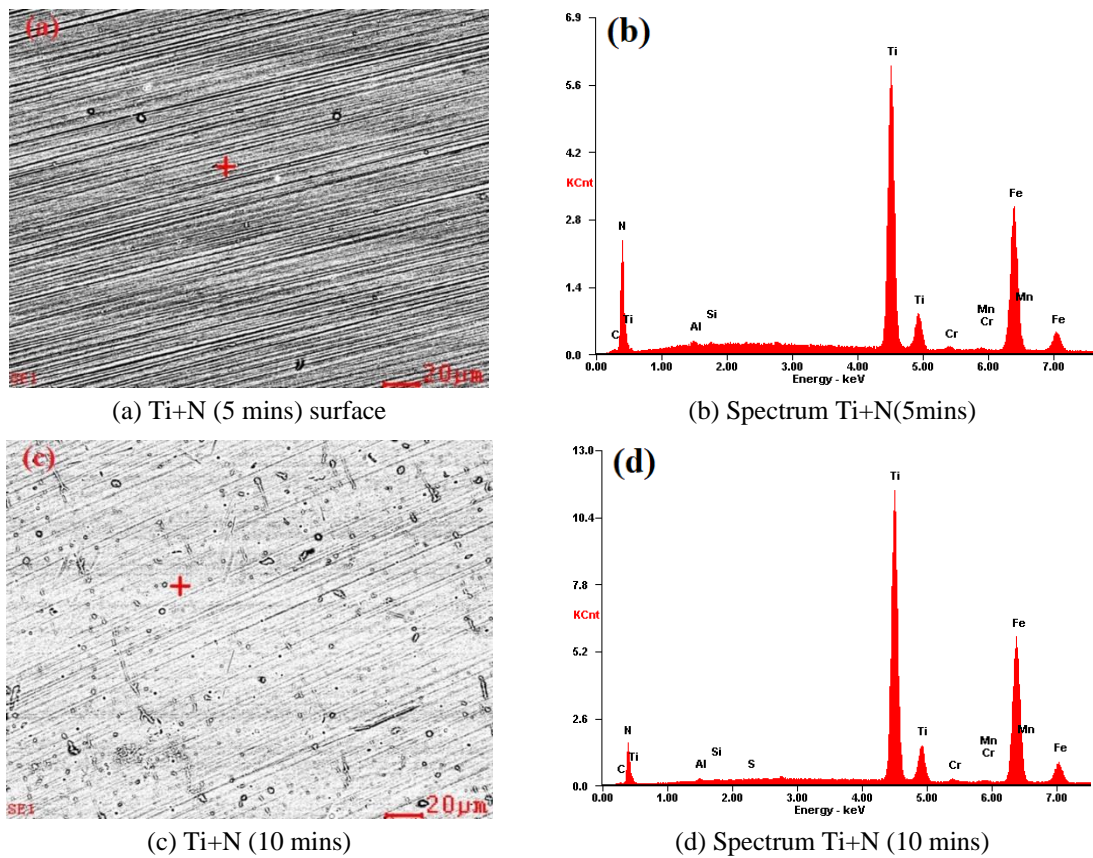 (a)
SE1
20μm
(a) Ti+N (5 mins) surface
(b)
6.9
5.6
4.2
KCnt
2.8
1.4
0.0
N
C
Ti
Al
Si
Ti
Ti
Cr
Mn
Cr
Fe
Mn
Fe
1.00 2.00 3.00 4.00 5.00 6.00 7.00
Energy - keV
(b) Spectrum Ti+N(5mins)
(c)
SE1
20μm
(c) Ti+N (10 mins)
(d)
13.0
10.4
7.8
KCnt
5.2
2.6
0.0
N
C
Ti
Al
Si
S
Ti
Ti
Cr
Mn
Cr
Fe
Mn
Fe
0.00 1.00 2.00 3.00 4.00 5.00 6.00 7.00
Energy - keV
(d) Spectrum Ti+N (10 mins)